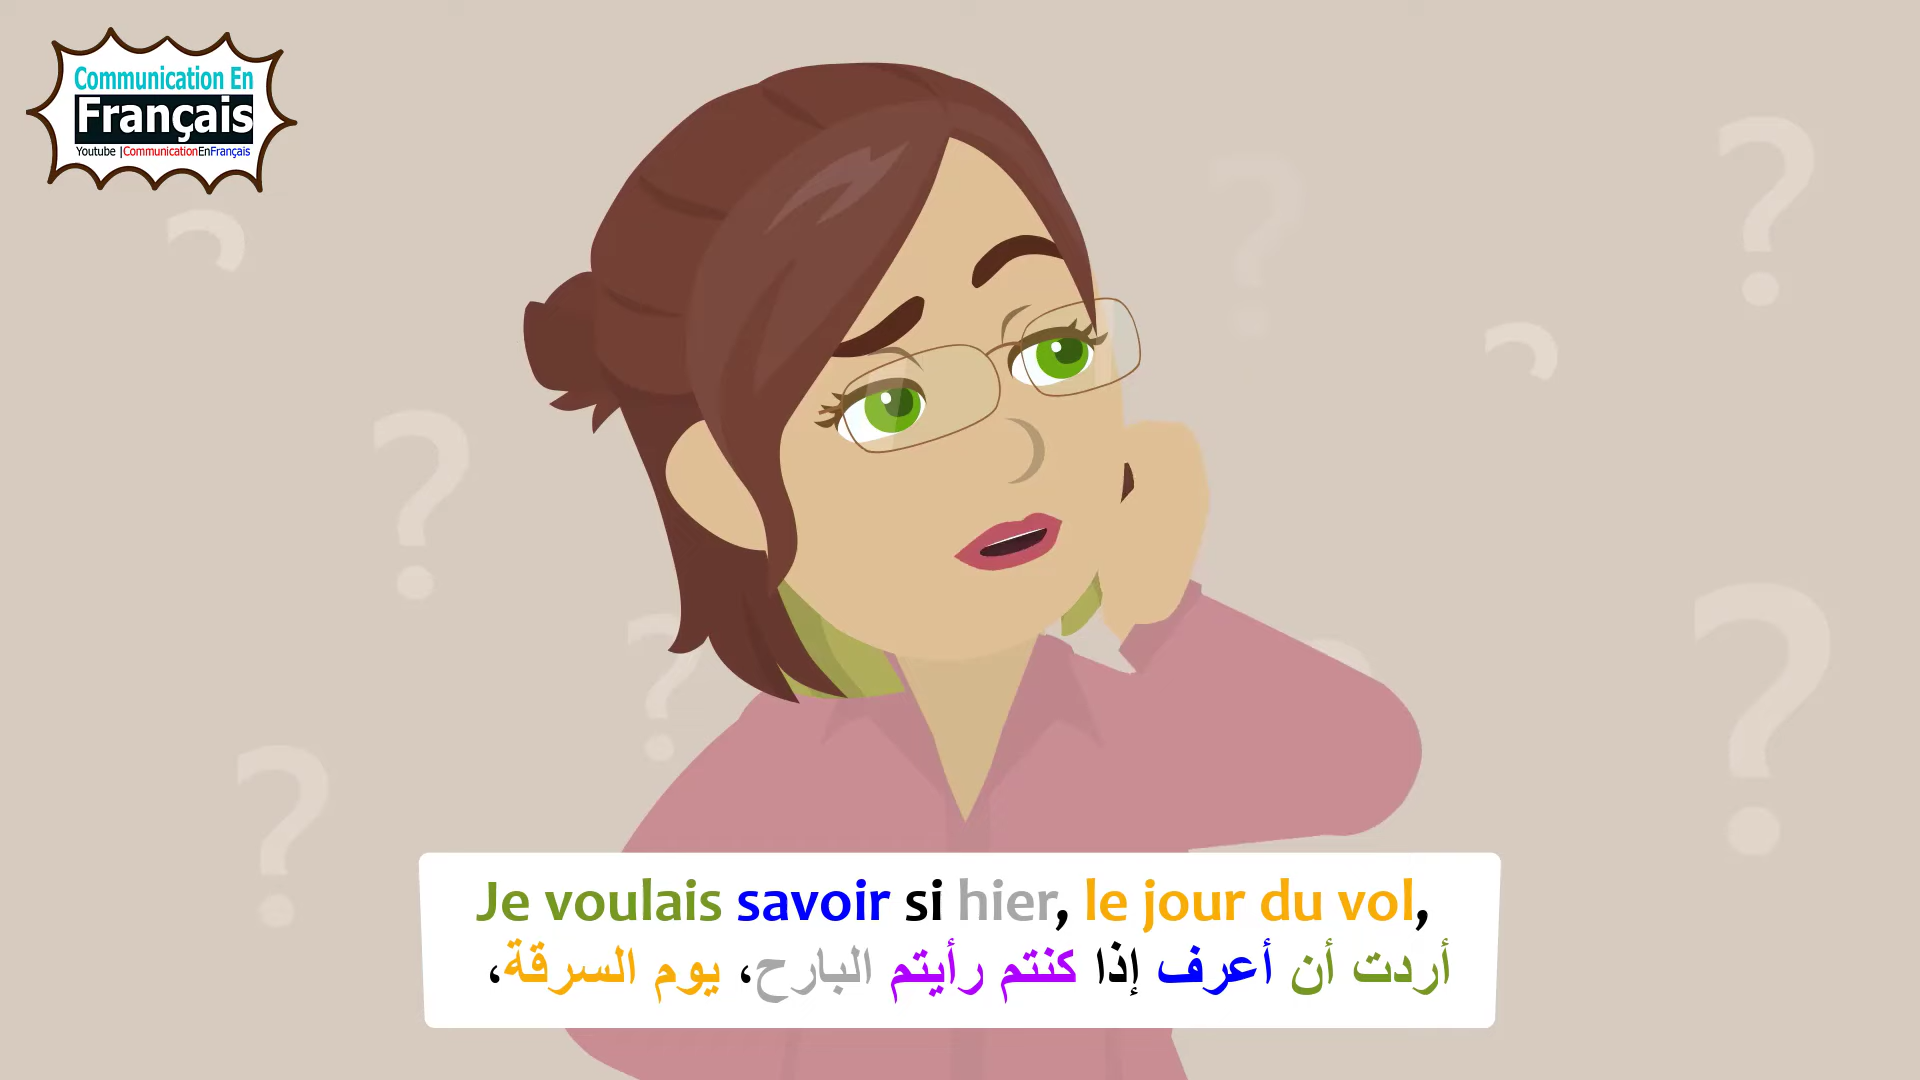 Communication En
Français
Youtube |CommunicationEnFrançais
Je voulais savoir si hier, le jour du vol,
أردت أن أعرف إذا كنتم رأيتم البارح، يوم السرقة،